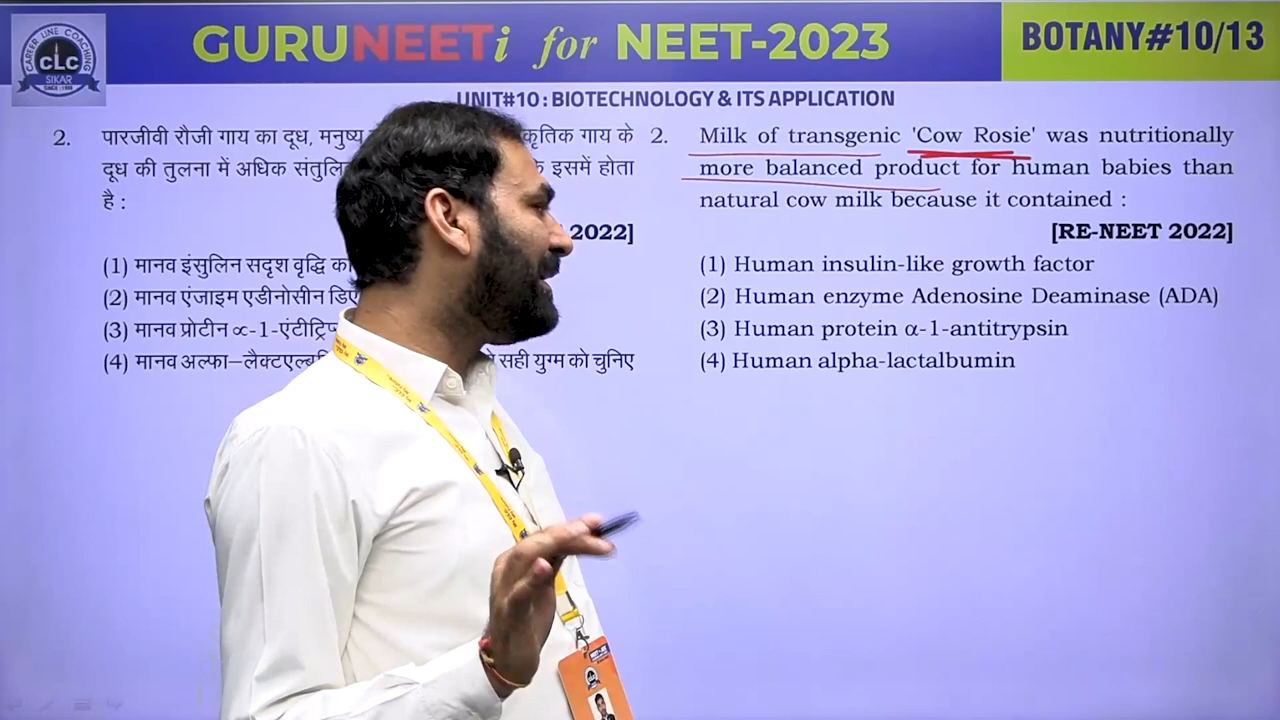 CAREER LINE COACHING
CLC
SIKAR
SINCE : 1996
GURUNEETi for NEET-2023
BOTANY#10/13
UNIT#10 : BIOTECHNOLOGY & ITS APPLICATION
2. पारजीवी रौजी गाय का दूध, मनुष्य
गाय के
दूध की तुलना में अधिक
इसमें होता
है :
2022]
(1) मानव इंसुलिन सदृश वृद्धि
(2) मानव एंजाइम एडीनोसीन
(3) मानव प्रोटीन ∝-1-
(4) मानव
सही युग्म को चुनिए
2. Milk of transgenic 'Cow Rosie' was nutritionally
more balanced product for human babies than
natural cow milk because it contained :
[RE-NEET 2022]
(1) Human insulin-like growth factor
(2) Human enzyme Adenosine Deaminase (ADA)
(3) Human protein α-1-antitrypsin
(4) Human alpha-lactalbumin